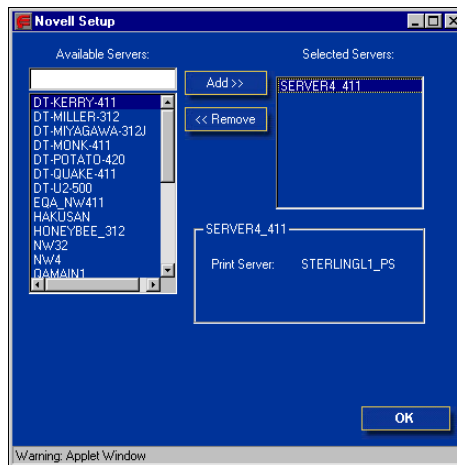 Novell Setup
Available Servers:
Selected Servers:
Add >>
<< Remove
SERVER4_411
DT-KERRY-411
DT-MILLER-312
DT-MIYAGAWA-312J
DT-MONK-411
DT-POTATO-420
DT-QUAKE-411
DT-U2-500
EQA_NW411
HAKUSAN
HONEYBEE_312
NW32
NW4
QAMAIN1
SERVER4_411
Print Server: STERLINGL1_PS
OK
Warning: Applet Window